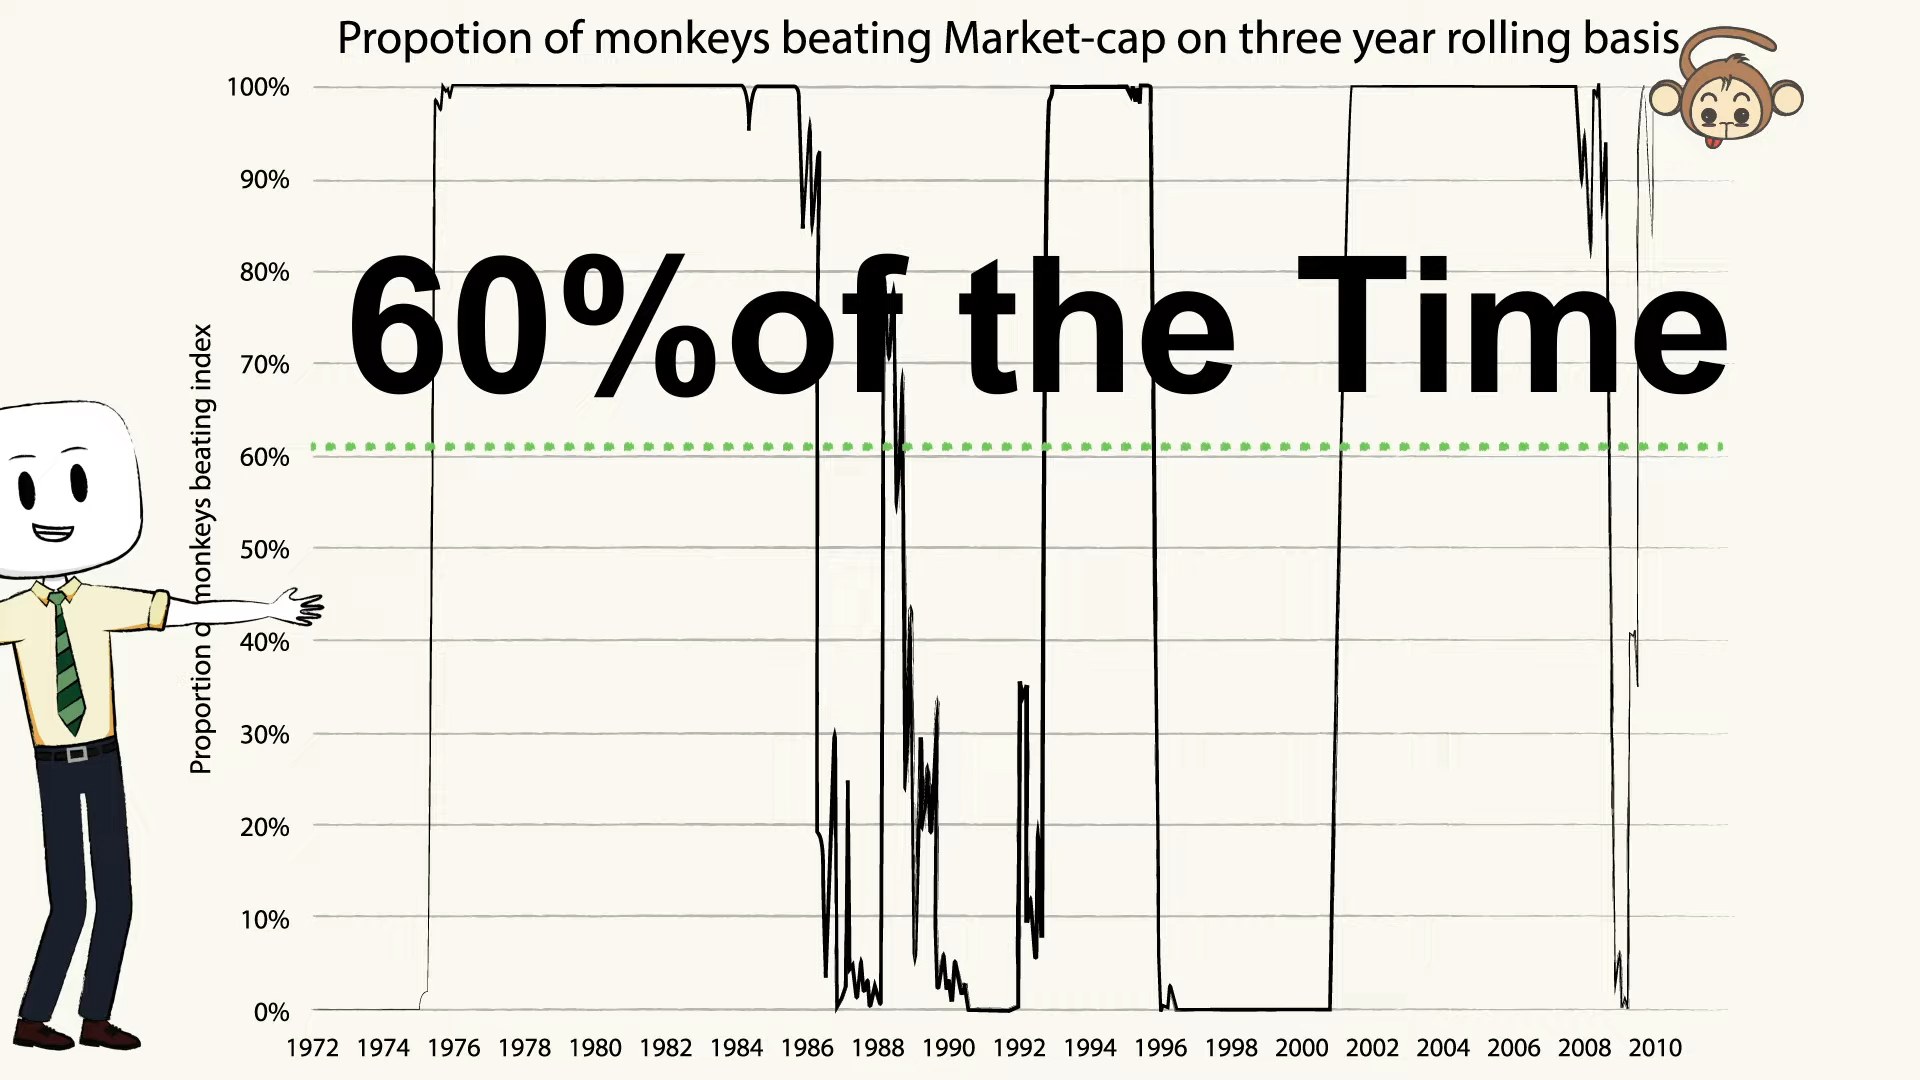 Propotion of monkeys beating Market-cap on three year rolling basis
100%
90%
80%
70%
60%
50%
40%
30%
20%
10%
0%
60%of the Time
Proportion o monkeys beating index
1972 1974 1976 1978 1980 1982 1984 1986 1988 1990 1992 1994 1996 1998 2000 2002 2004 2006 2008 2010